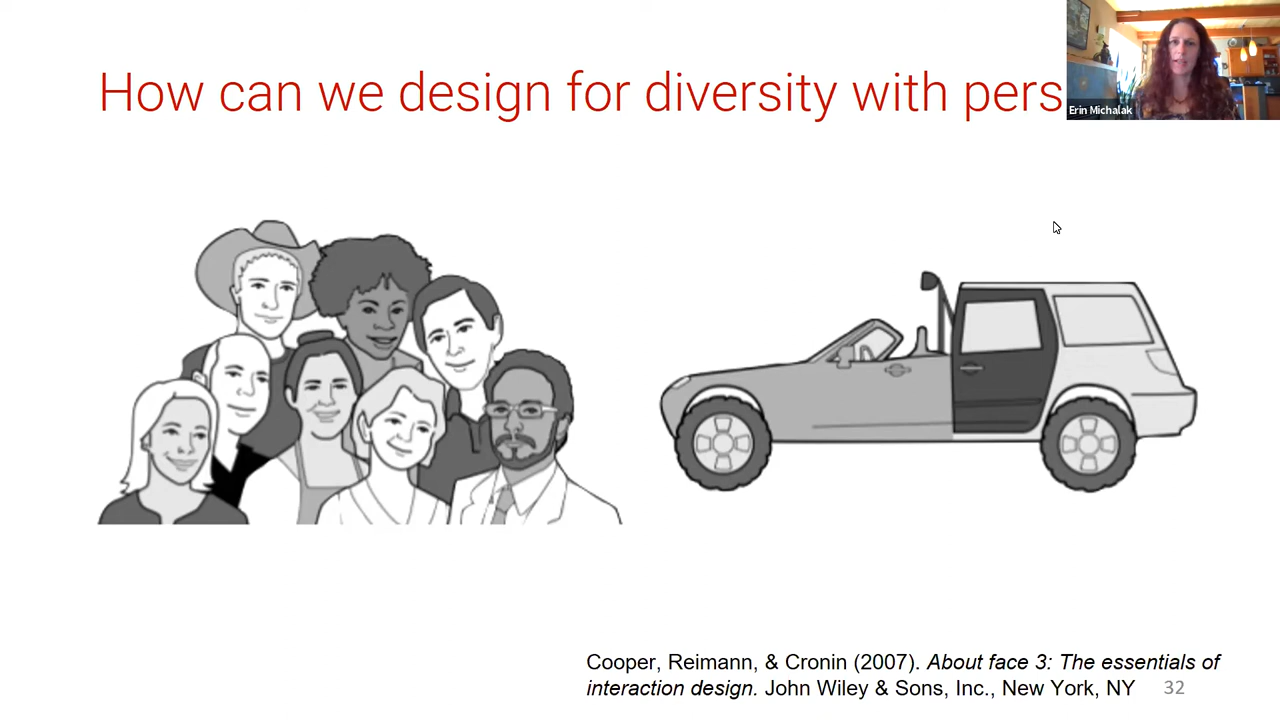 How can we design for diversity with pers
Erin Michalak
Cooper, Reimann, & Cronin (2007). About face 3: The essentials of
interaction design. John Wiley & Sons, Inc., New York, NY
32